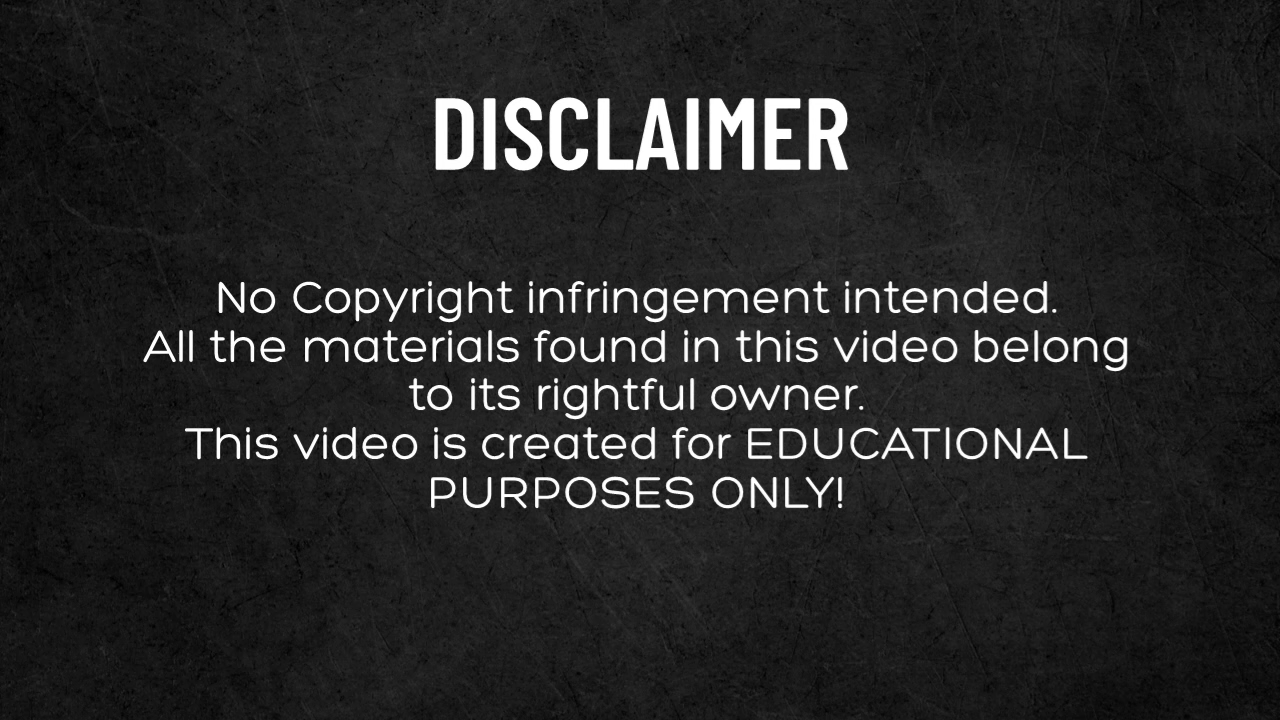 DISCLAIMER
No Copyright infringement intended.
All the materials found in this video belong
to its rightful owner.
This video is created for EDUCATIONAL
PURPOSES ONLY!